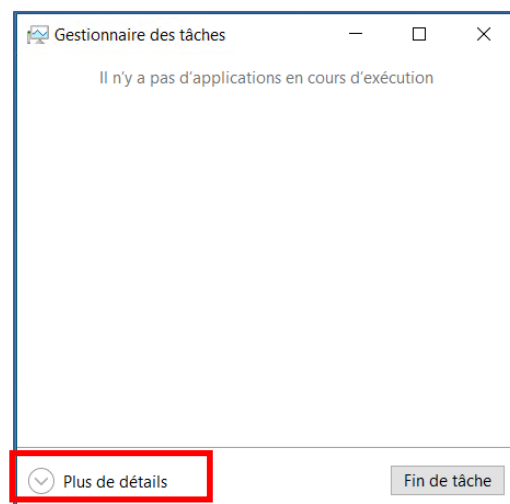 Gestionnaire des tâches
Il n'y a pas d'applications en cours d'exécution
Plus de détails
Fin de tâche